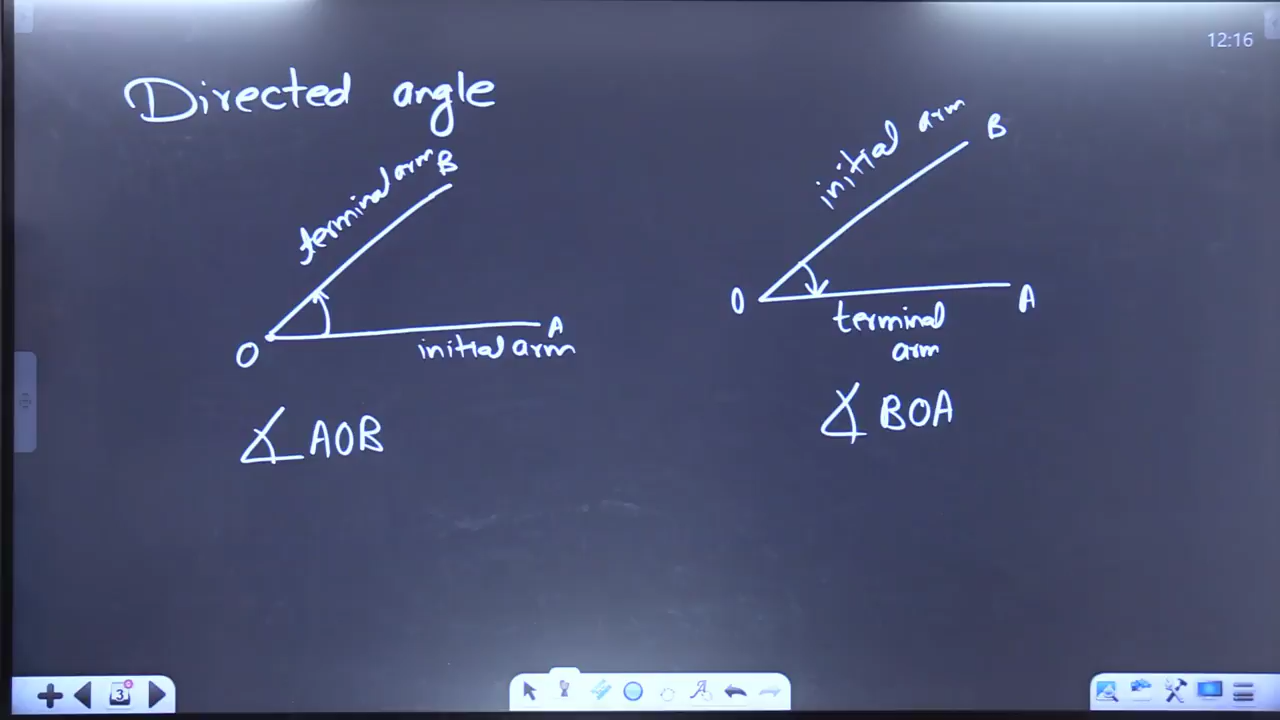 12:16
Directed angle
terminal arm
B
O
A
initial arm
∡AOB
initial arm
B
O
A
terminal
arm
∡BOA
3